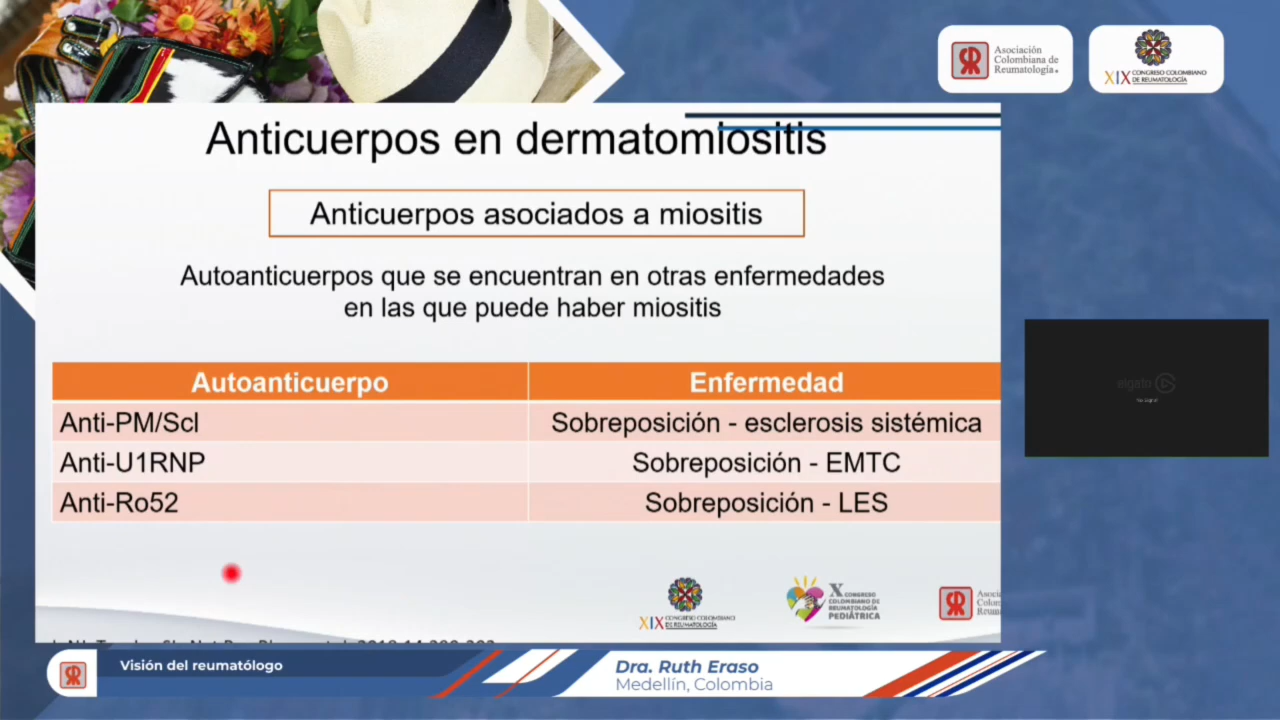 Asociación
Colombiana de
Reumatología.
XIX CONGRESO COLOMBIANO
DE REUMATOLOGÍA
Anticuerpos en dermatomiositis
Anticuerpos asociados a miositis
Autoanticuerpos que se encuentran en otras enfermedades
en las que puede haber miositis
Autoanticuerpo Enfermedad
Anti-PM/Scl Sobreposición - esclerosis sistémica
Anti-U1RNP Sobreposición - EMTC
Anti-Ro52 Sobreposición - LES
elgato
No Signal
XIX CONGRESO COLOMBIANO
DE REUMATOLOGÍA
X CONGRESO
COLOMBIANO DE
REUMATOLOGÍA
PEDIÁTRICA
Visión del reumatólogo
Dra. Ruth Eraso
Medellín, Colombia